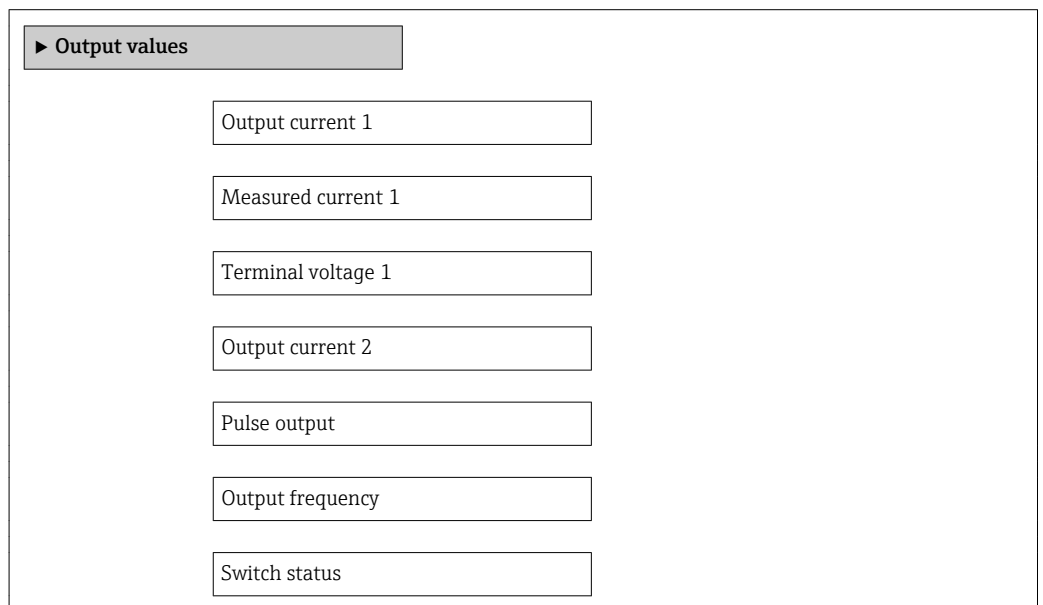 ▶ Output values
Output current 1
Measured current 1
Terminal voltage 1
Output current 2
Pulse output
Output frequency
Switch status